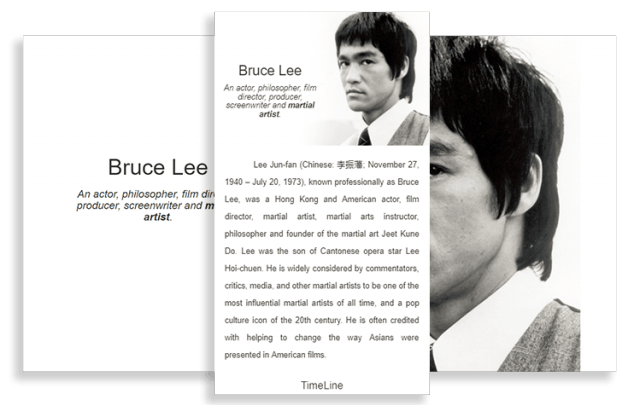 Bruce Lee
An actor, philosopher, film dir
producer, screenwriter and m
artist.
Bruce Lee
An actor, philosopher, film
director, producer,
screenwriter and martial
artist.
Lee Jun-fan (Chinese: 李振藩; November 27,
1940 – July 20, 1973), known professionally as Bruce
Lee, was a Hong Kong and American actor, film
director, martial artist, martial arts instructor,
philosopher and founder of the martial art Jeet Kune
Do. Lee was the son of Cantonese opera star Lee
Hoi-chuen. He is widely considered by commentators,
critics, media, and other martial artists to be one of the
most influential martial artists of all time, and a pop
culture icon of the 20th century. He is often credited
with helping to change the way Asians were
presented in American films.
TimeLine